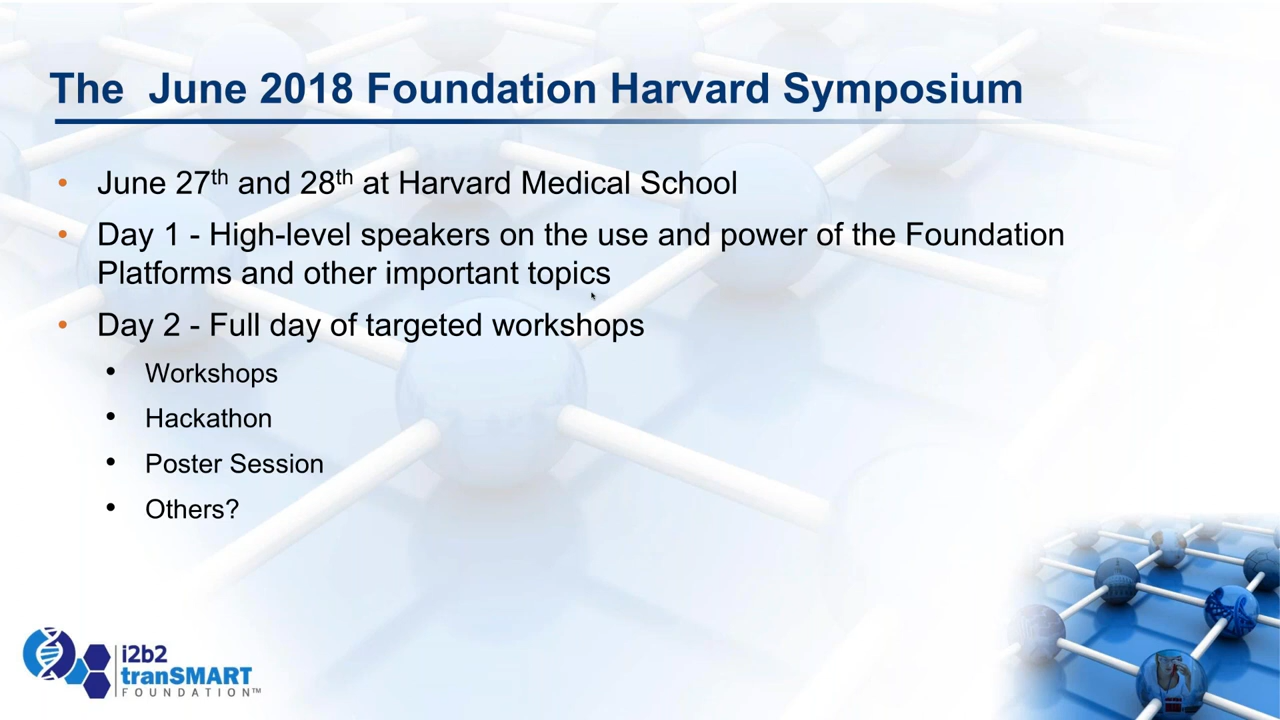 The  June 2018 Foundation Harvard Symposium
• June 27th and 28th at Harvard Medical School
• Day 1 - High-level speakers on the use and power of the Foundation
Platforms and other important topics
• Day 2 - Full day of targeted workshops
• Workshops
• Hackathon
• Poster Session
• Others?
i2b2
tranSMART
FOUNDATION™